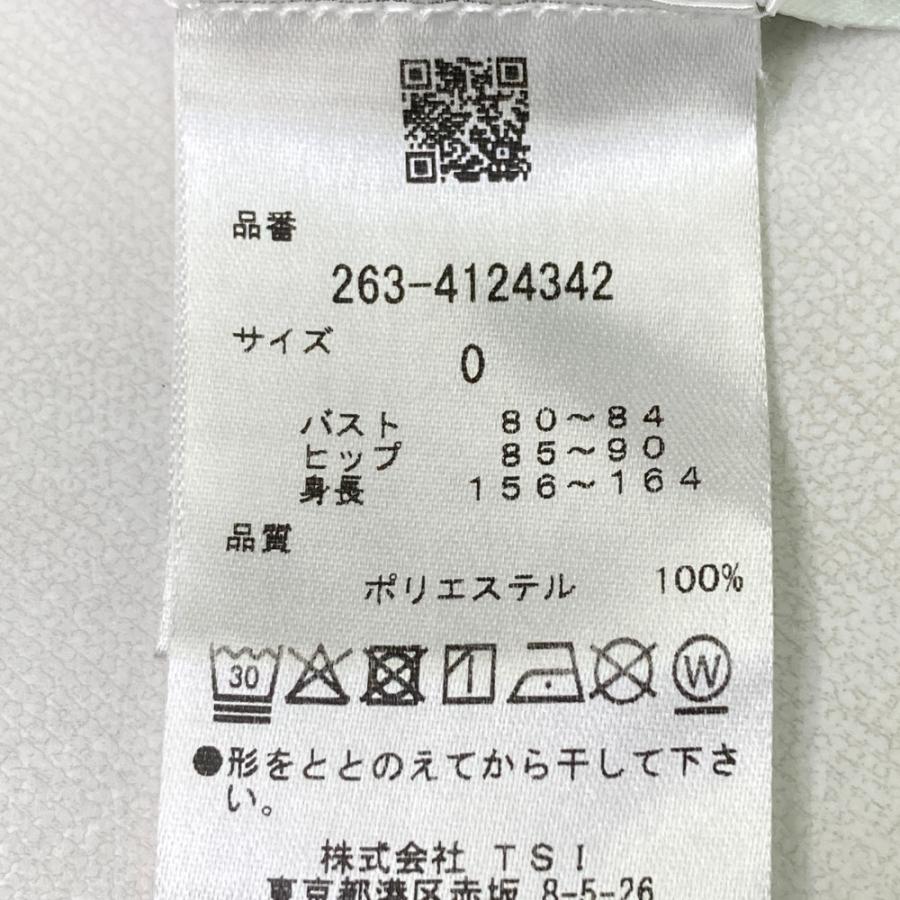 品番
263-4124342
サイズ
0
バスト 80～84
ヒップ 85～90
身長 156～164
品質
ポリエステル 100%
30 W
●形をととのえてから干して下さ
い。
株式会社 TSI
東京都港区赤坂 8-5-26